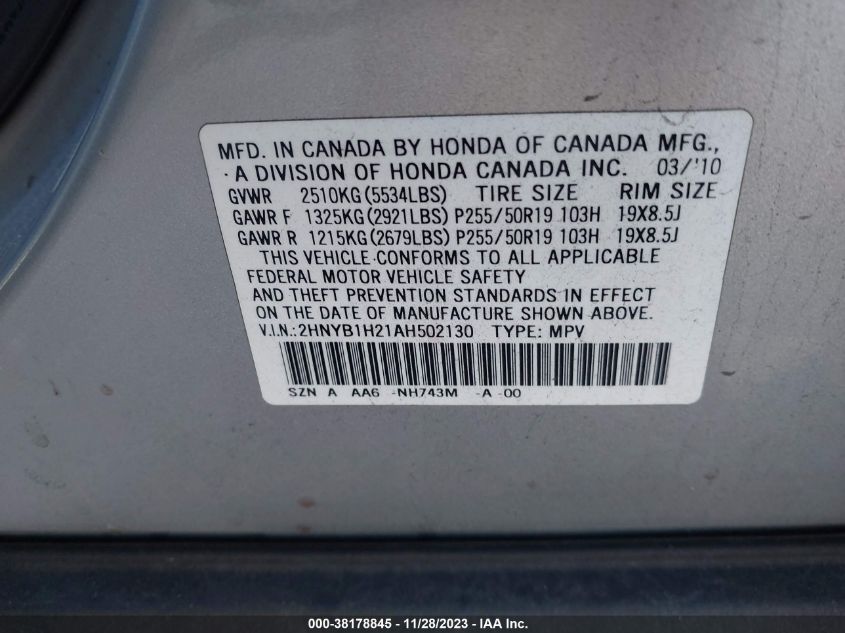 MFD. IN CANADA BY HONDA OF CANADA MFG.,
A DIVISION OF HONDA CANADA INC. 03/'10
GVWR 2510KG(5534LBS) TIRE SIZE RIM SIZE
GAWR F 1325KG(2921LBS) P255/50R19 103H 19X8.5J
GAWR R 1215KG(2679LBS) P255/50R19 103H 19X8.5J
THIS VEHICLE CONFORMS TO ALL APPLICABLE
FEDERAL MOTOR VEHICLE SAFETY
AND THEFT PREVENTION STANDARDS IN EFFECT
ON THE DATE OF MANUFACTURE SHOWN ABOVE.
V.I.N.:2HNYB1H21AH502130 TYPE: MPV
SZN A AA6 -NH743M -A -00
000-38178845 - 11/28/2023 - IAA Inc.